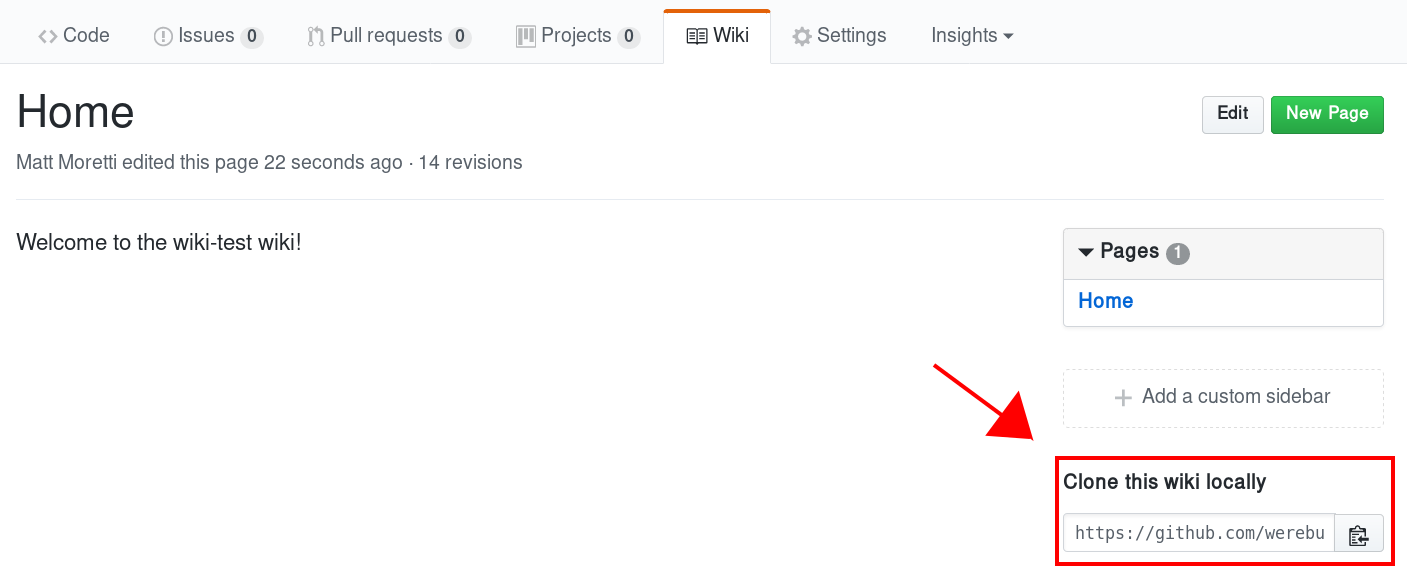 Code Issues 0 Pull requests 0 Projects 0 Wiki Settings Insights
Home
Edit New Page
Matt Moretti edited this page 22 seconds ago · 14 revisions
Welcome to the wiki-test wiki!
Pages 1
Home
Add a custom sidebar
Clone this wiki locally
https://github.com/werebu